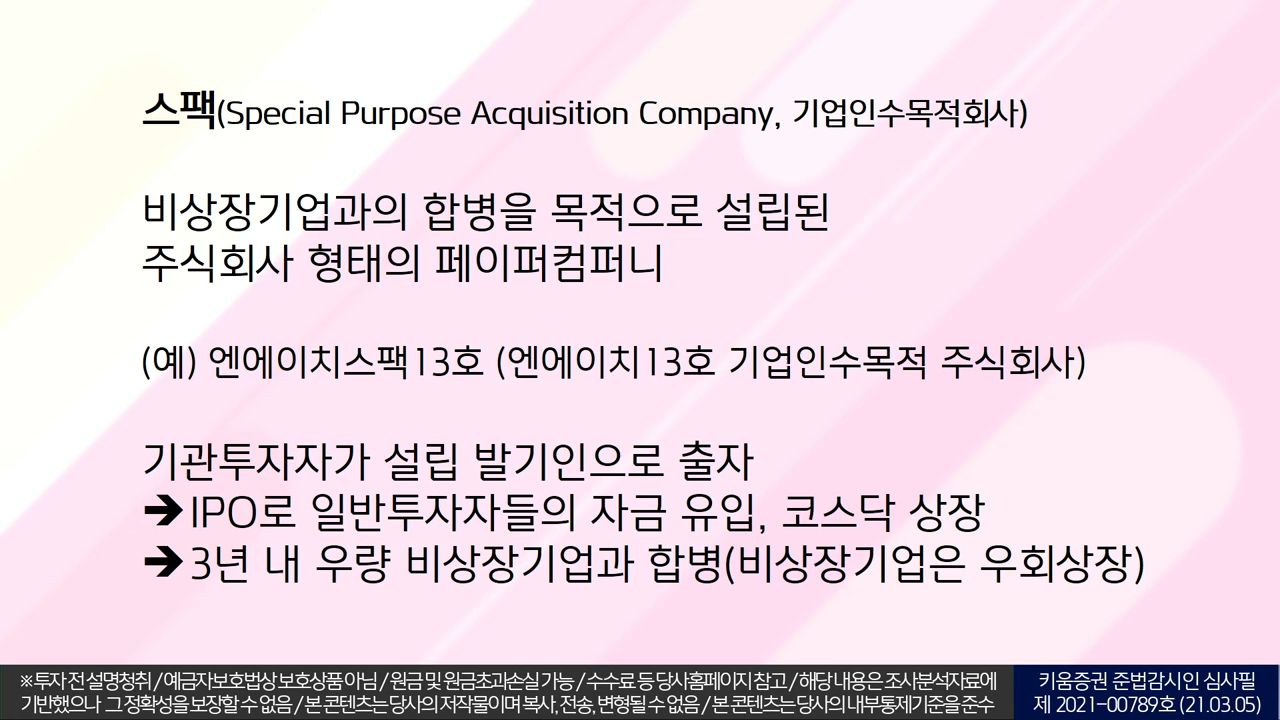 스팩(Special Purpose Acquisition Company, 기업인수목적회사)
비상장기업과의 합병을 목적으로 설립된
주식회사 형태의 페이퍼컴퍼니
(예) 엔에이치스팩13호 (엔에이치13호 기업인수목적 주식회사)
기관투자자가 설립 발기인으로 출자
➔IPO로 일반투자자들의 자금 유입, 코스닥 상장
➔3년 내 우량 비상장기업과 합병(비상장기업은 우회상장)
※투자 전 설명청취 / 예금자보호법상 보호상품 아님 / 원금 및 원금초과손실 가능 / 수수료 등 당사홈페이지 참고 / 해당 내용은 조사분석자료에
기반했으나 그 정확성을 보장할 수 없음 / 본 콘텐츠는 당사의 저작물이며 복사, 전송, 변형될 수 없음 / 본 콘텐츠는 당사의 내부통제기준을 준수
키움증권 준법감시인 심사필
제 2021-00789호 (21.03.05)